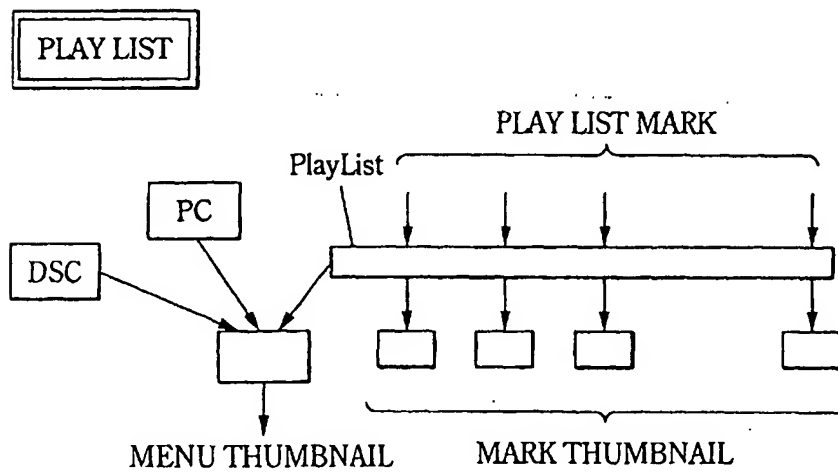 PLAY LIST
PLAY LIST MARK
PlayList
PC
DSC
MENU THUMBNAIL
MARK THUMBNAIL